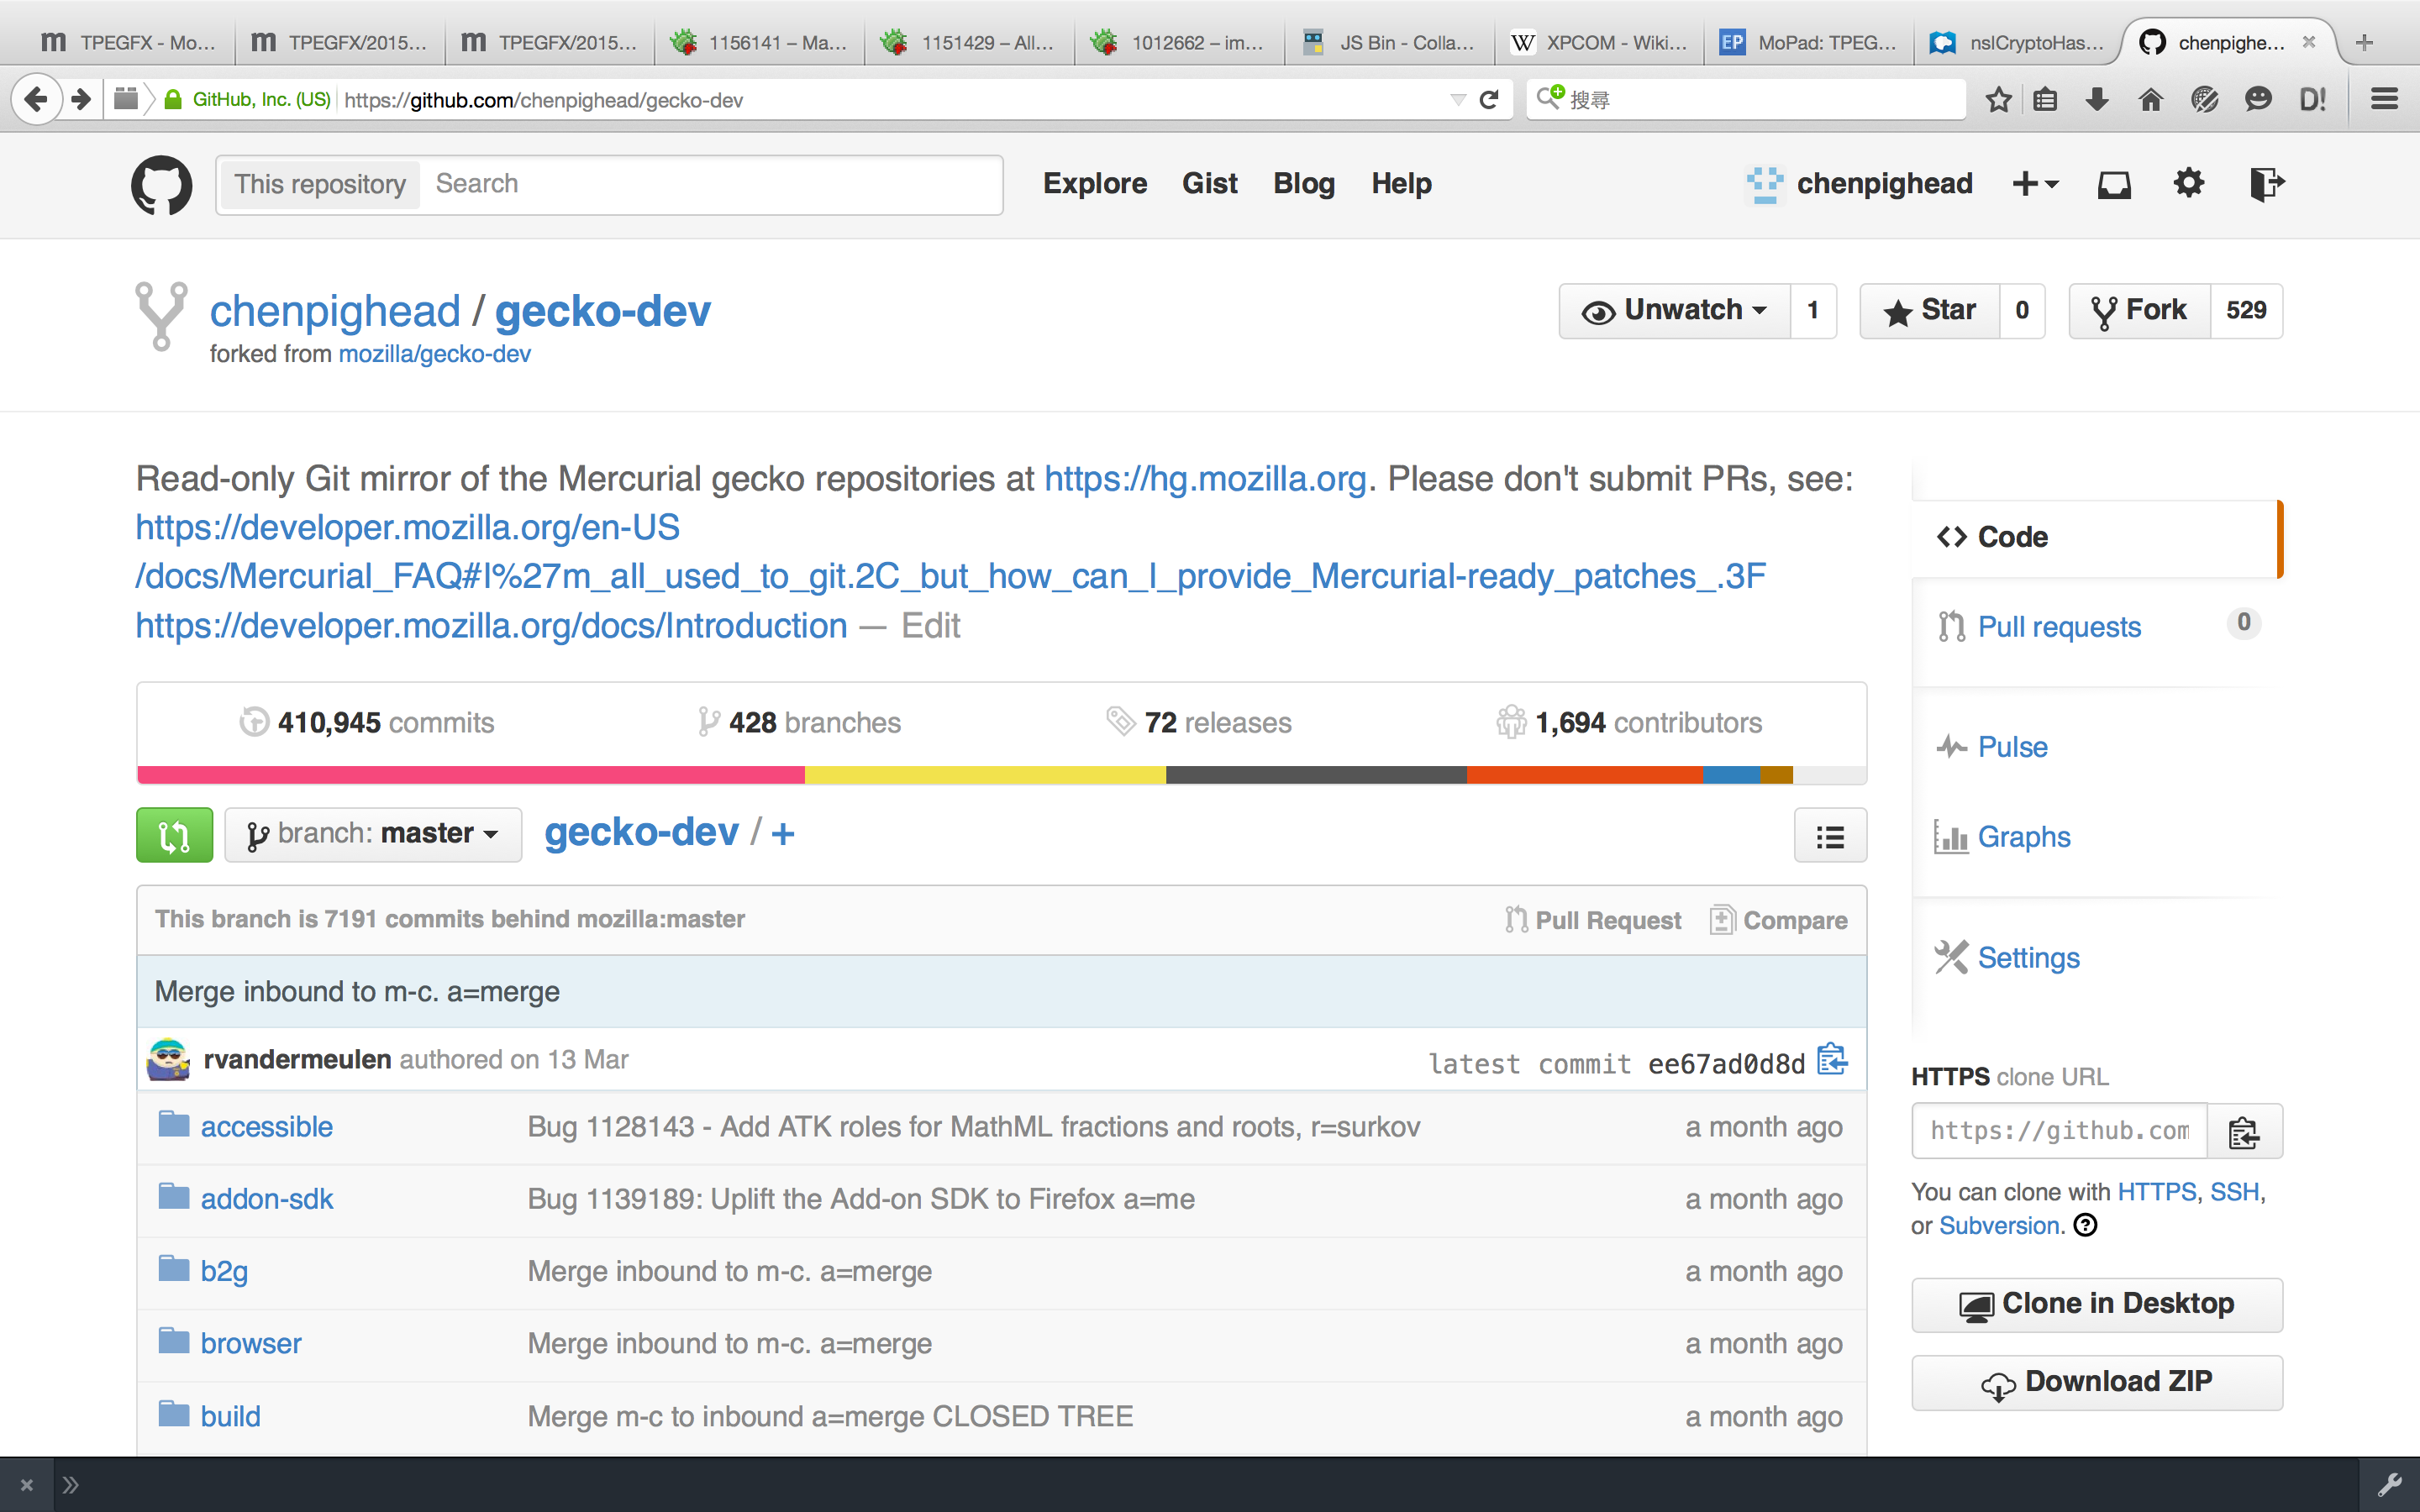 TPEGFX - Mo... TPEGFX/2015... TPEGFX/2015... 1156141 – Ma... 1151429 – All... 1012662 – im... JS Bin - Colla... XPCOM - Wiki... MoPad: TPEG... nsICryptoHas... chenpighe...
GitHub, Inc. (US) https://github.com/chenpighead/gecko-dev 搜尋 D!
This repository Search Explore Gist Blog Help chenpighead
chenpighead / gecko-dev
forked from mozilla/gecko-dev
Unwatch 1 Star 0 Fork 529
Read-only Git mirror of the Mercurial gecko repositories at https://hg.mozilla.org. Please don't submit PRs, see:
https://developer.mozilla.org/en-US
/docs/Mercurial_FAQ#I%27m_all_used_to_git.2C_but_how_can_I_provide_Mercurial-ready_patches_.3F
https://developer.mozilla.org/docs/Introduction — Edit
410,945 commits 428 branches 72 releases 1,694 contributors
branch: master gecko-dev / +
This branch is 7191 commits behind mozilla:master Pull Request Compare
Merge inbound to m-c. a=merge
rvandermeulen authored on 13 Mar latest commit ee67ad0d8d
accessible Bug 1128143 - Add ATK roles for MathML fractions and roots, r=surkov a month ago
addon-sdk Bug 1139189: Uplift the Add-on SDK to Firefox a=me a month ago
b2g Merge inbound to m-c. a=merge a month ago
browser Merge inbound to m-c. a=merge a month ago
build Merge m-c to inbound a=merge CLOSED TREE a month ago
Code
Pull requests 0
Pulse
Graphs
Settings
HTTPS clone URL
https://github.com
You can clone with HTTPS, SSH,
or Subversion.
Clone in Desktop
Download ZIP